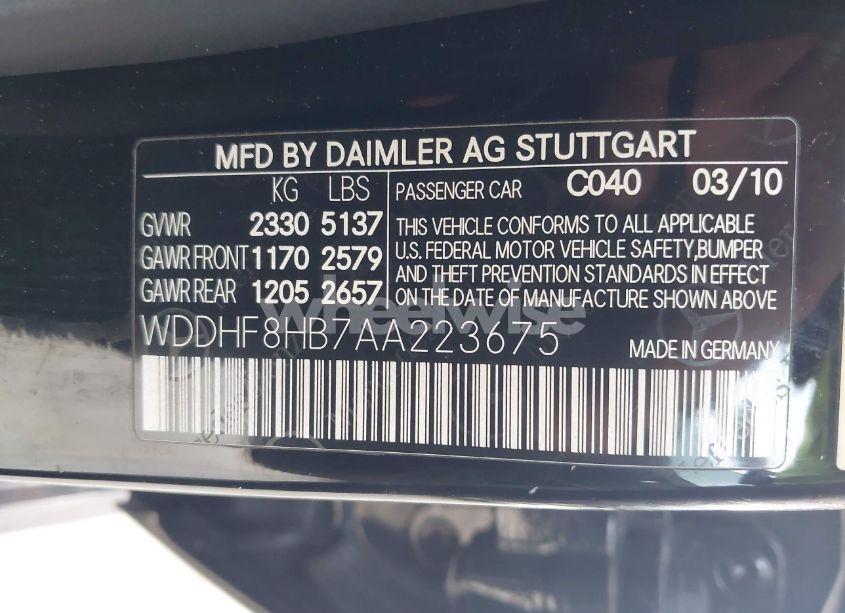 MFD BY DAIMLER AG STUTTGART
KG LBS
GVWR 2330 5137
GAWR FRONT 1170 2579
GAWR REAR 1205 2657
PASSENGER CAR C040 03/10
THIS VEHICLE CONFORMS TO ALL APPLICABLE
U.S. FEDERAL MOTOR VEHICLE SAFETY,BUMPER
AND THEFT PREVENTION STANDARDS IN EFFECT
ON THE DATE OF MANUFACTURE SHOWN ABOVE
wheelwise
WDDHF8HB7AA223675 MADE IN GERMANY